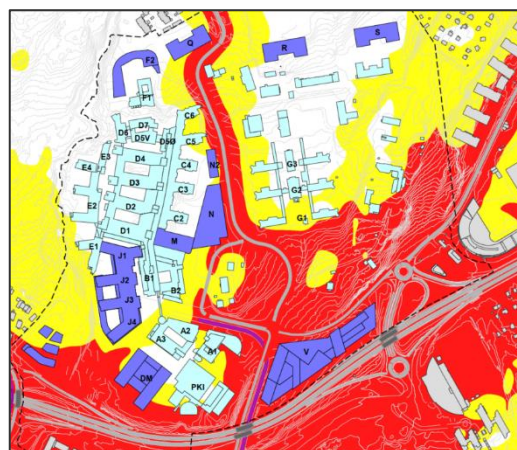 S
Q
R
F2
F1
C6
D7
D6
D5V
D5Ø
C5
E3
D4
E4
C4
N2
G3
D3
C3
G2
E2
D2
N
C2
G1
D1
M
E1
J1
J2
B1
B2
J3
J4
A2
A3
A1
V
DM
PKI